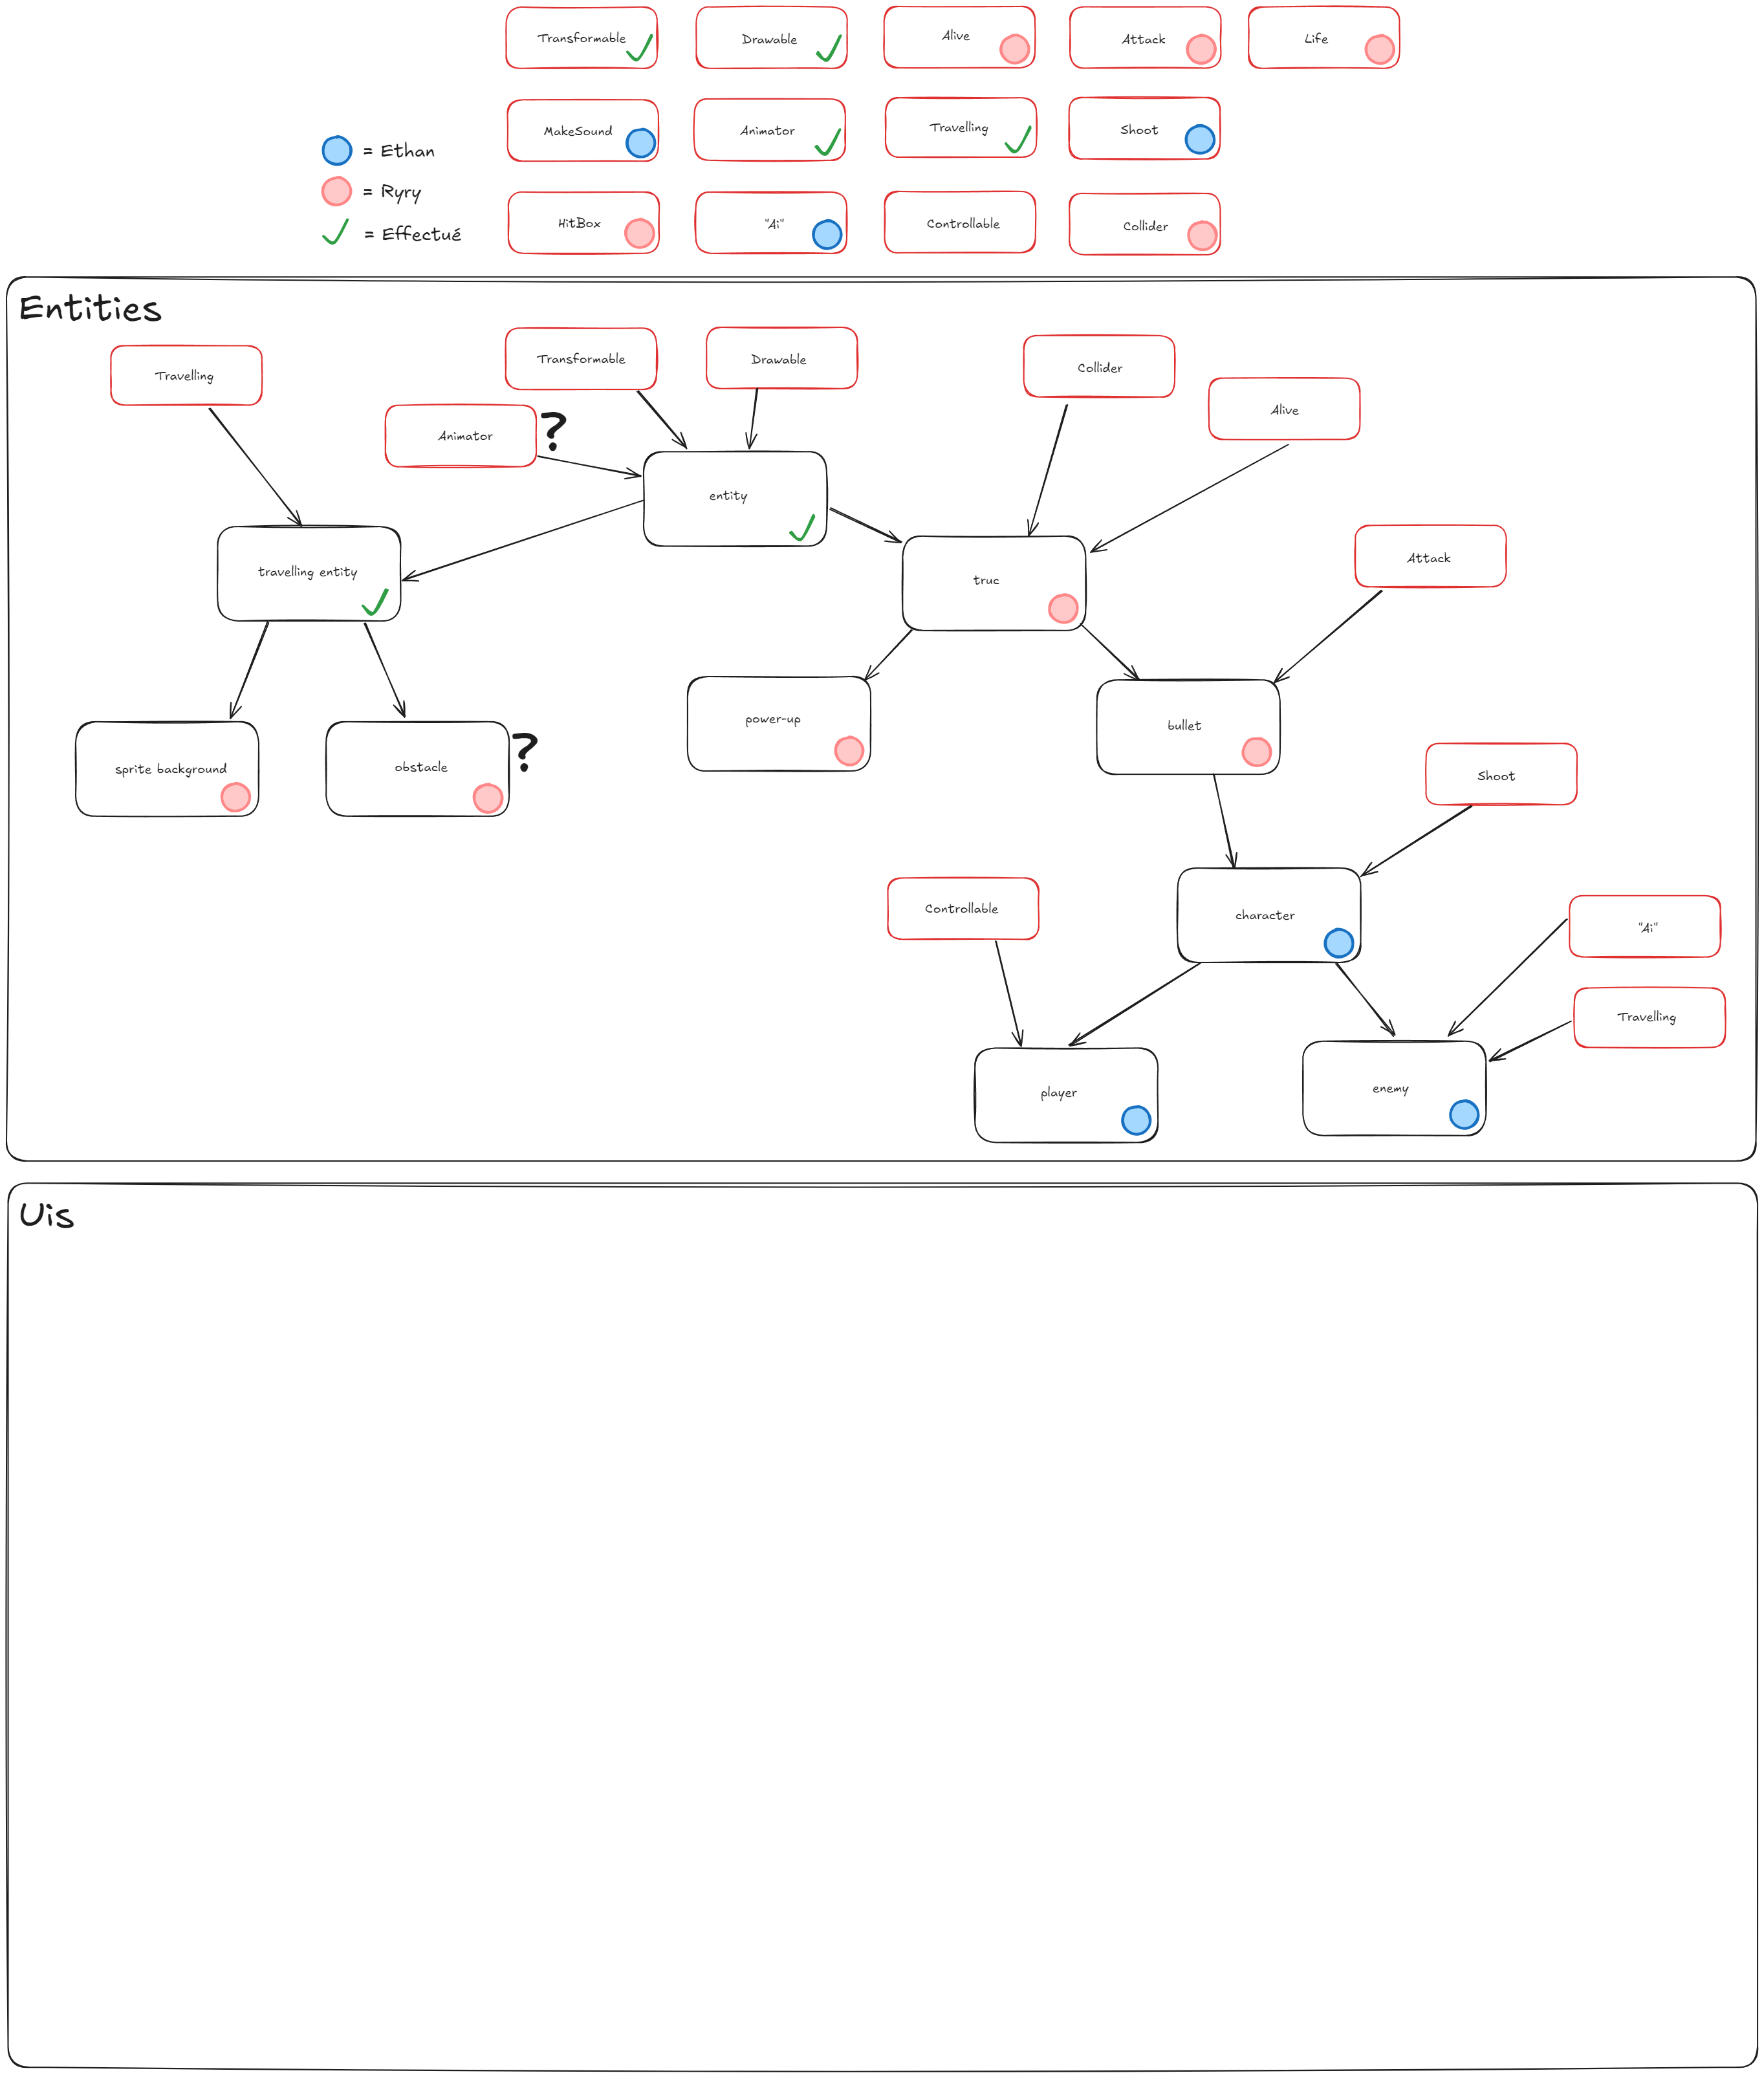 Transformable
Drawable
Alive
Attack
Life
MakeSound
Animator
Travelling
Shoot
= Ethan
= Ryry
= Effectué
HitBox
"Ai"
Controllable
Collider
Entities
Travelling
Transformable
Drawable
Collider
Alive
Animator
?
entity
travelling entity
truc
Attack
power-up
bullet
sprite background
obstacle
?
Shoot
Controllable
character
"Ai"
Travelling
player
enemy
Uis